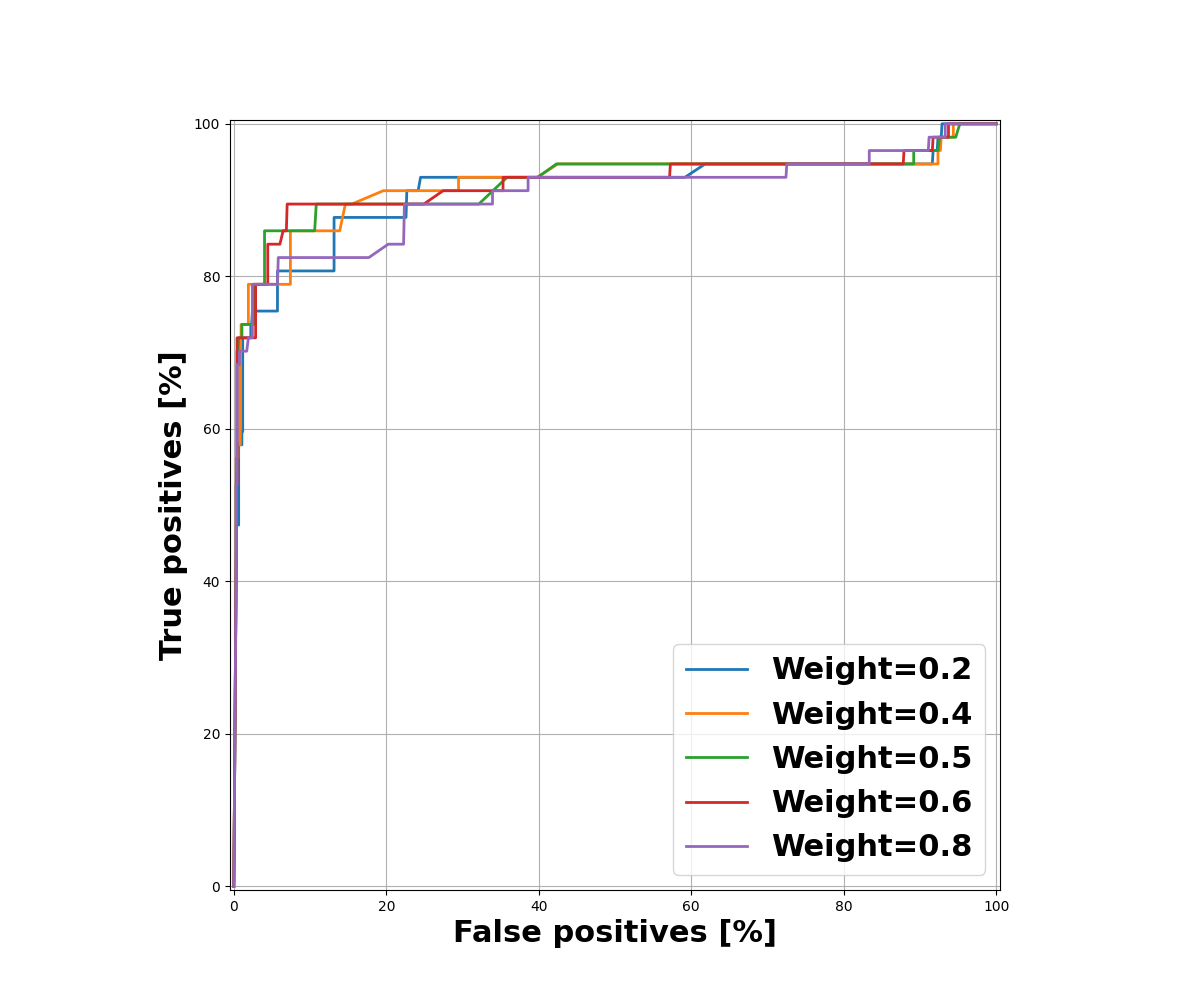 100
80
60
40
20
0
True positives [%]
Weight=0.2
Weight=0.4
Weight=0.5
Weight=0.6
Weight=0.8
0 20 40 60 80 100
False positives [%]